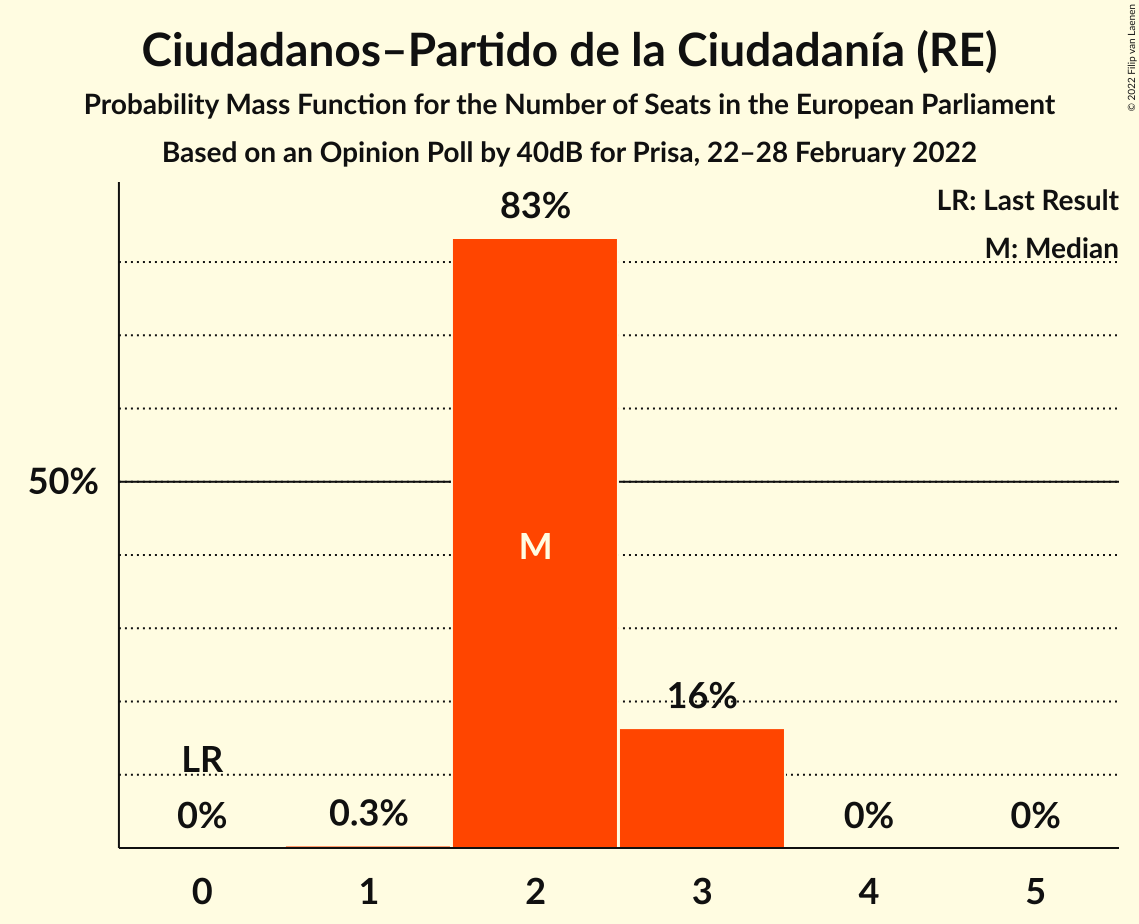 Ciudadanos–Partido de la Ciudadanía (RE)
Probability Mass Function for the Number of Seats in the European Parliament
Based on an Opinion Poll by 40dB for Prisa, 22–28 February 2022
© 2022 Filip van Laenen
LR: Last Result
M: Median
83%
50%
M
16%
LR
0%
0.3%
0%
0%
0 1 2 3 4 5